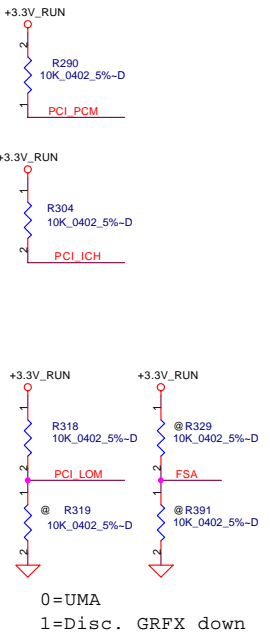 +3.3V_RUN
2
R290
10K_0402_5%~D
1
PCI_PCM
+3.3V_RUN
1
R304
10K_0402_5%~D
2
PCI_ICH
+3.3V_RUN
1
R318
10K_0402_5%~D
2
PCI_LOM
1
@ R319
10K_0402_5%~D
2
+3.3V_RUN
1
@R329
10K_0402_5%~D
2
FSA
1
@R391
10K_0402_5%~D
2
0=UMA
1=Disc. GRFX down